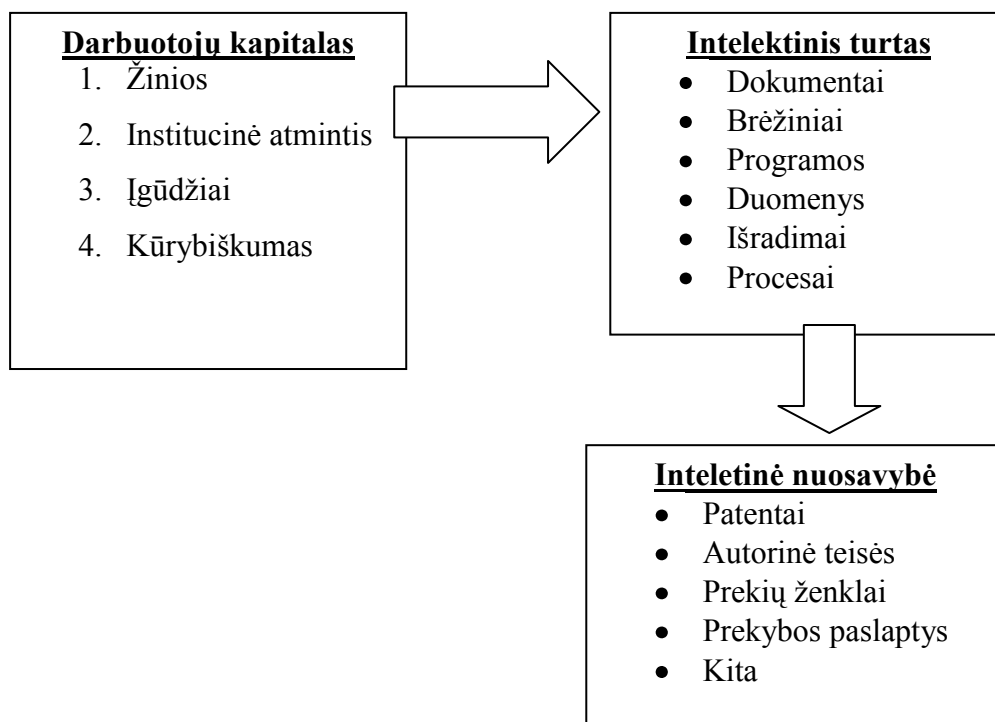 Darbuotojų kapitalas
1. Žinios
2. Institucinė atmintis
3. Įgūdžiai
4. Kūrybiškumas
Intelektinis turtas
• Dokumentai
• Brėžiniai
• Programos
• Duomenys
• Išradimai
• Procesai
Inteletinė nuosavybė
• Patentai
• Autorinė teisės
• Prekių ženklai
• Prekybos paslaptys
• Kita